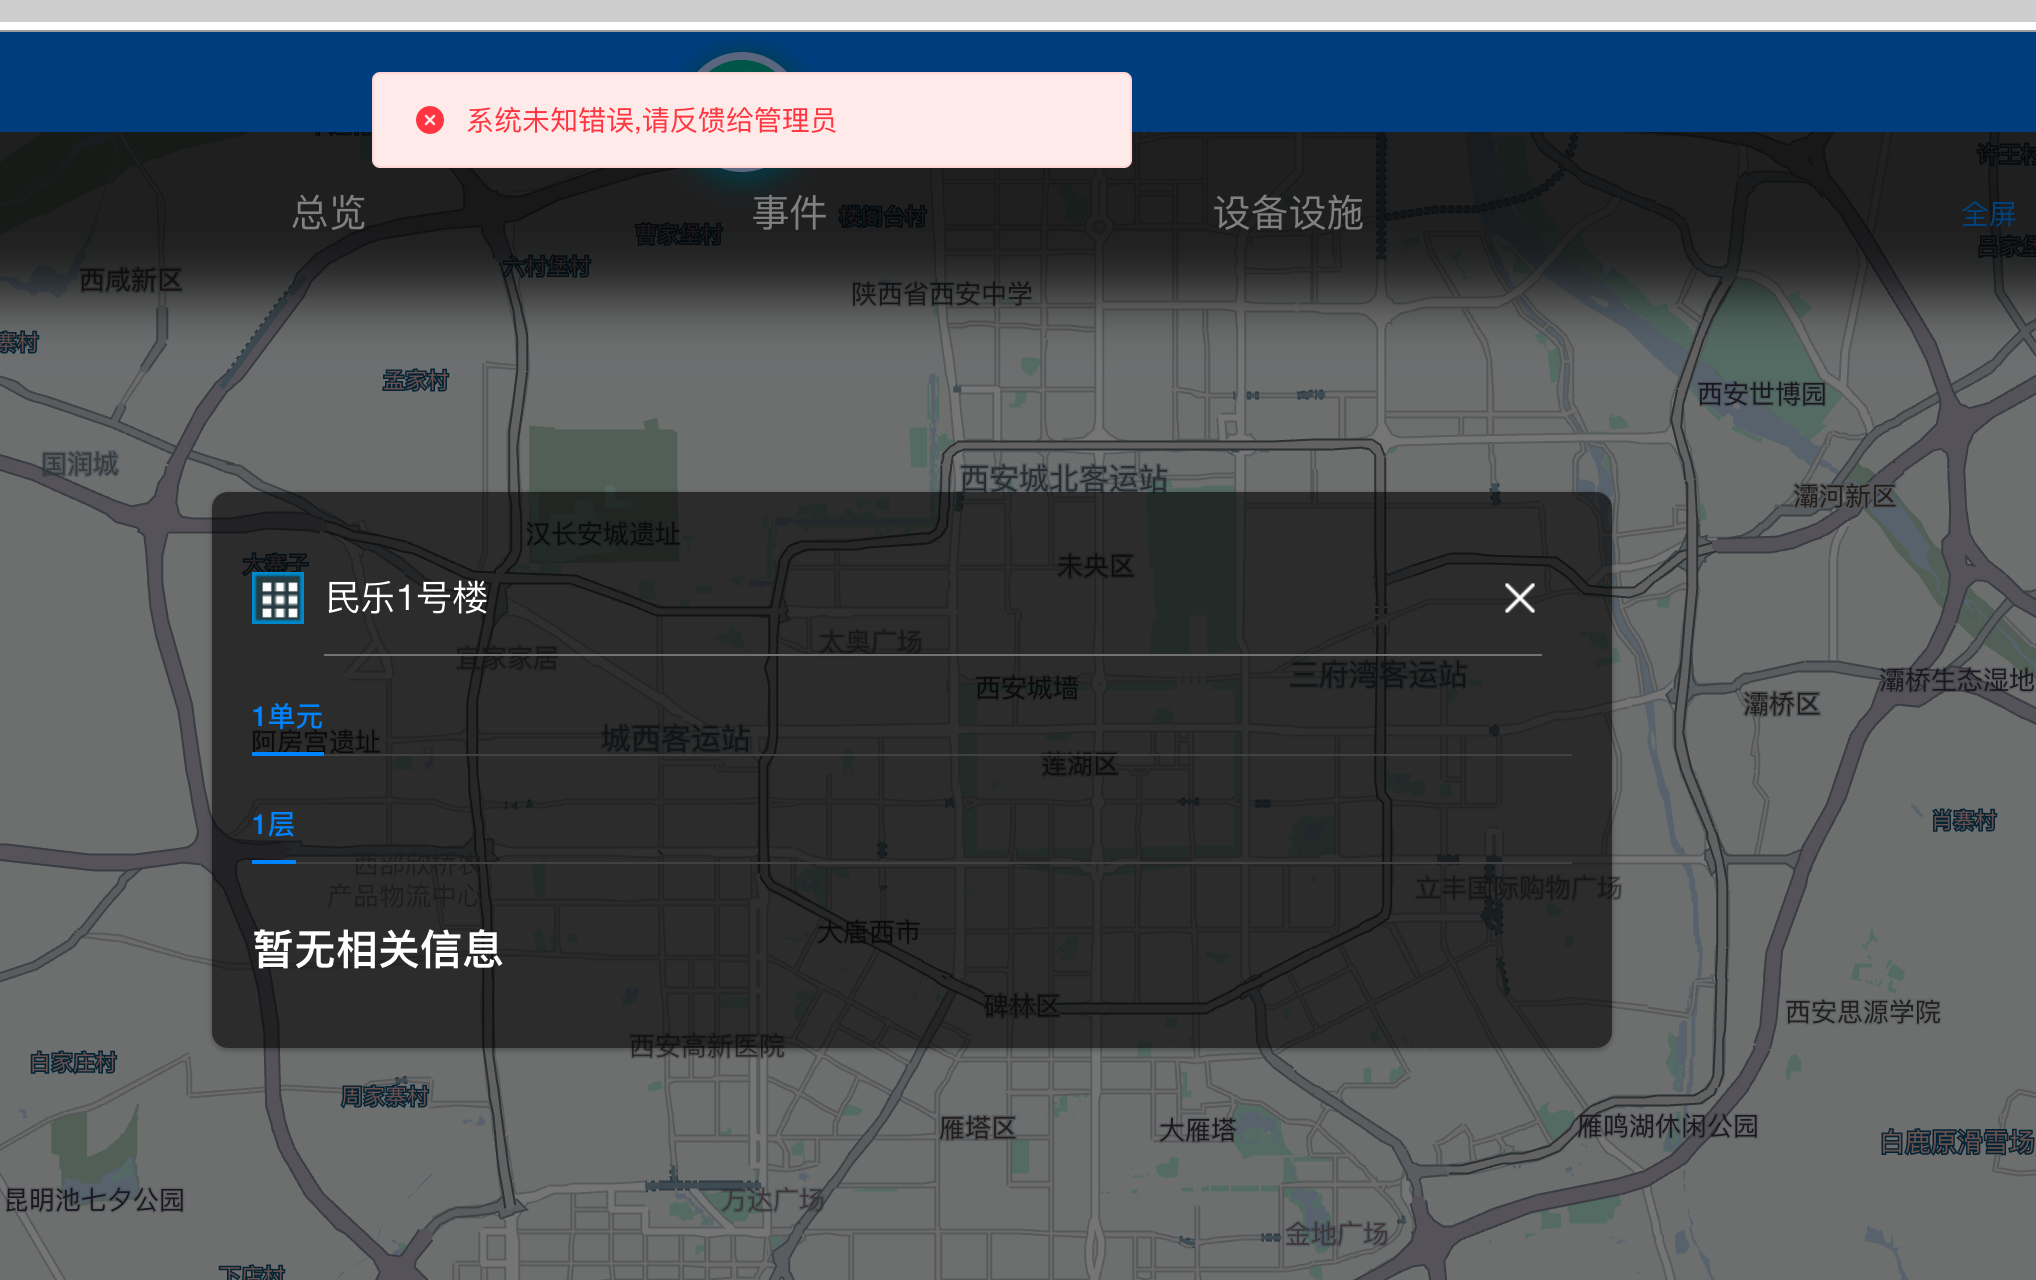 系统未知错误,请反馈给管理员
许王村
总览
事件
设备设施
全屏
楼阁台村
曹家堡村
六村堡村
西咸新区
陕西省西安中学
寨村
孟家村
西安世博园
国润城
西安城北客运站
灞河新区
汉长安城遗址
未央区
大寨子
民乐1号楼
太奥广场
宜家家居
西安城墙
三府湾客运站
灞桥生态湿地
灞桥区
1单元
阿房宫遗址
城西客运站
莲湖区
1层
肖寨村
西部欣桥农
产品物流中心
立丰国际购物广场
大唐西市
暂无相关信息
碑林区
西安思源学院
西安高新医院
白家庄村
周家寨村
雁塔区
大雁塔
雁鸣湖休闲公园
白鹿原滑雪场
昆明池七夕公园
万达广场
金地广场
下店村